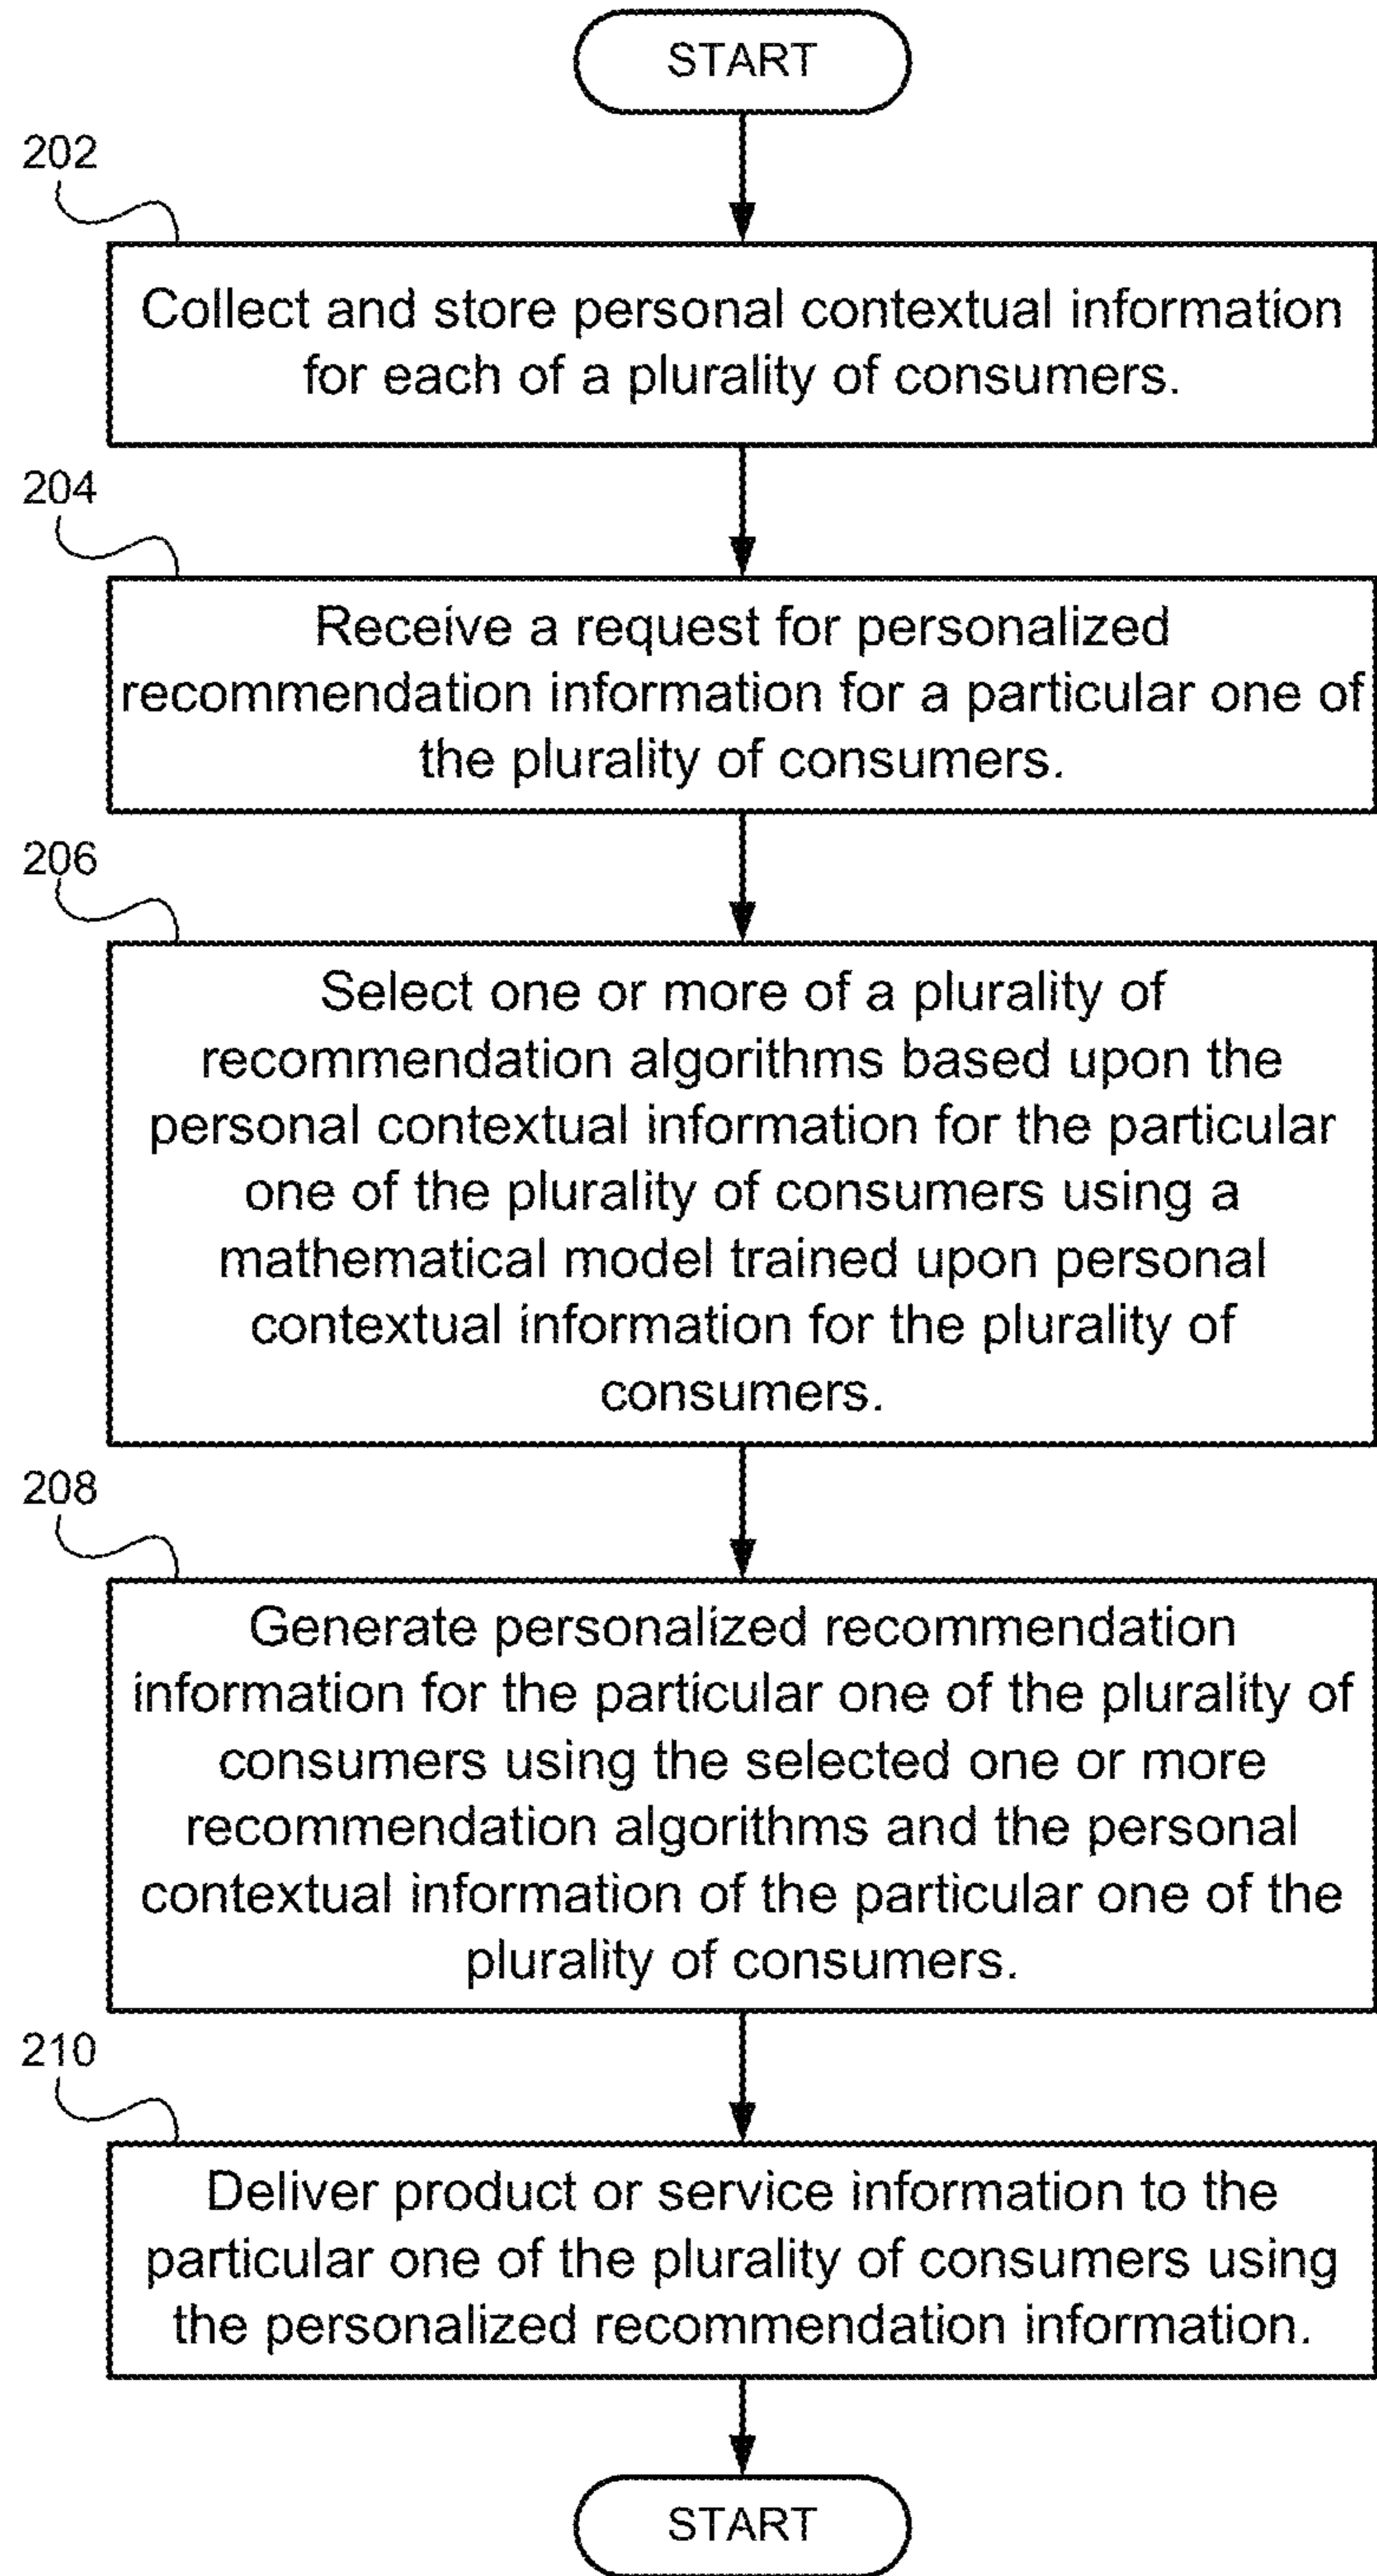 START
202
Collect and store personal contextual information
for each of a plurality of consumers.
204
Receive a request for personalized
recommendation information for a particular one of
the plurality of consumers.
206
Select one or more of a plurality of
recommendation algorithms based upon the
personal contextual information for the particular
one of the plurality of consumers using a
mathematical model trained upon personal
contextual information for the plurality of
consumers.
208
Generate personalized recommendation
information for the particular one of the plurality of
consumers using the selected one or more
recommendation algorithms and the personal
contextual information of the particular one of the
plurality of consumers.
210
Deliver product or service information to the
particular one of the plurality of consumers using
the personalized recommendation information.
START